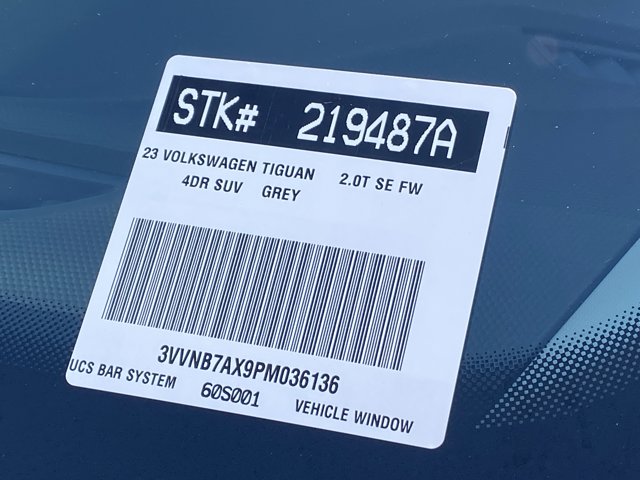 STK# 219487A
23 VOLKSWAGEN TIGUAN 2.0T SE FW
4DR SUV GREY
3VVNB7AX9PM036136
UCS BAR SYSTEM 60S001 VEHICLE WINDOW